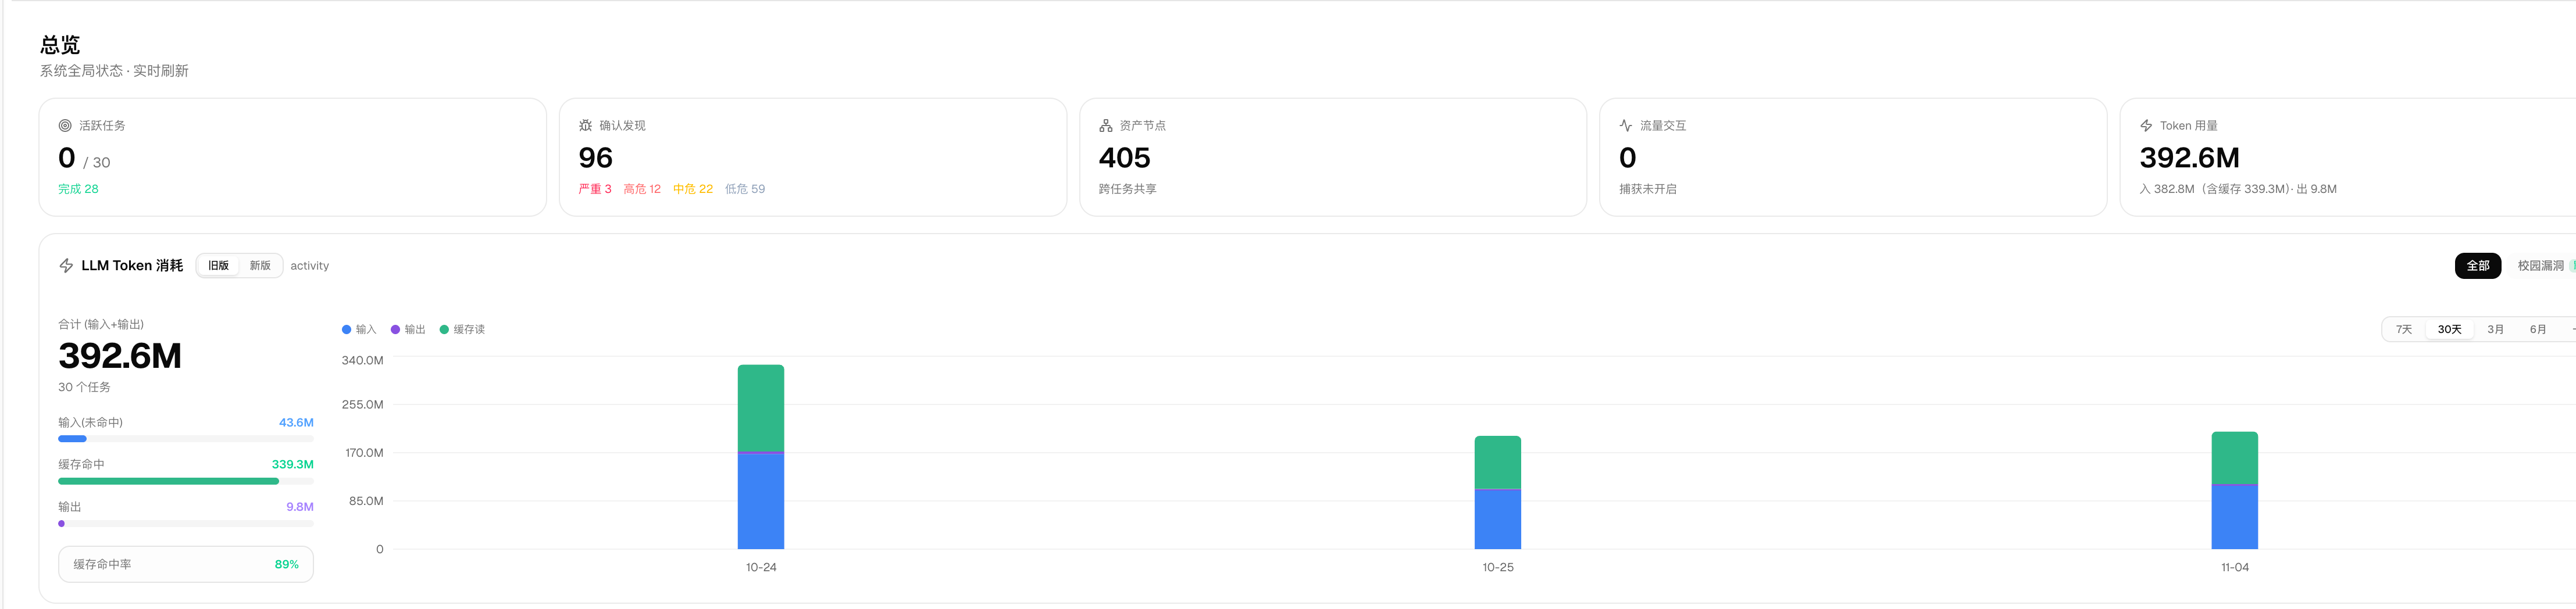 总览
系统全局状态 · 实时刷新
活跃任务
0 / 30
完成 28
确认发现
96
严重 3 高危 12 中危 22 低危 59
资产节点
405
跨任务共享
流量交互
0
捕获未开启
Token 用量
392.6M
入 382.8M (含缓存 339.3M) · 出 9.8M
LLM Token 消耗 旧版 新版 activity
全部 校园漏洞
合计 (输入+输出)
392.6M
30 个任务
输入(未命中) 43.6M
缓存命中 339.3M
输出 9.8M
缓存命中率 89%
输入 输出 缓存读
7天 30天 3月 6月
340.0M
255.0M
170.0M
85.0M
0
10-24 10-25 11-04